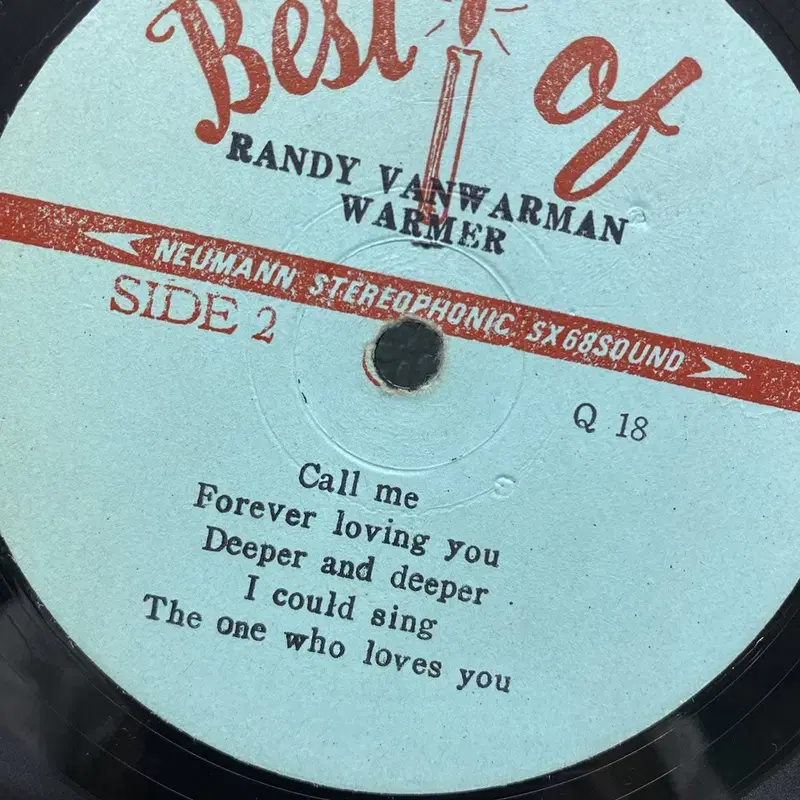 Best of
RANDY VANWARMAN
WARMER
NEUMANN STEREOPHONIC SX68SOUND
SIDE 2
Q 18
Call me
Forever loving you
Deeper and deeper
I could sing
The one who loves you